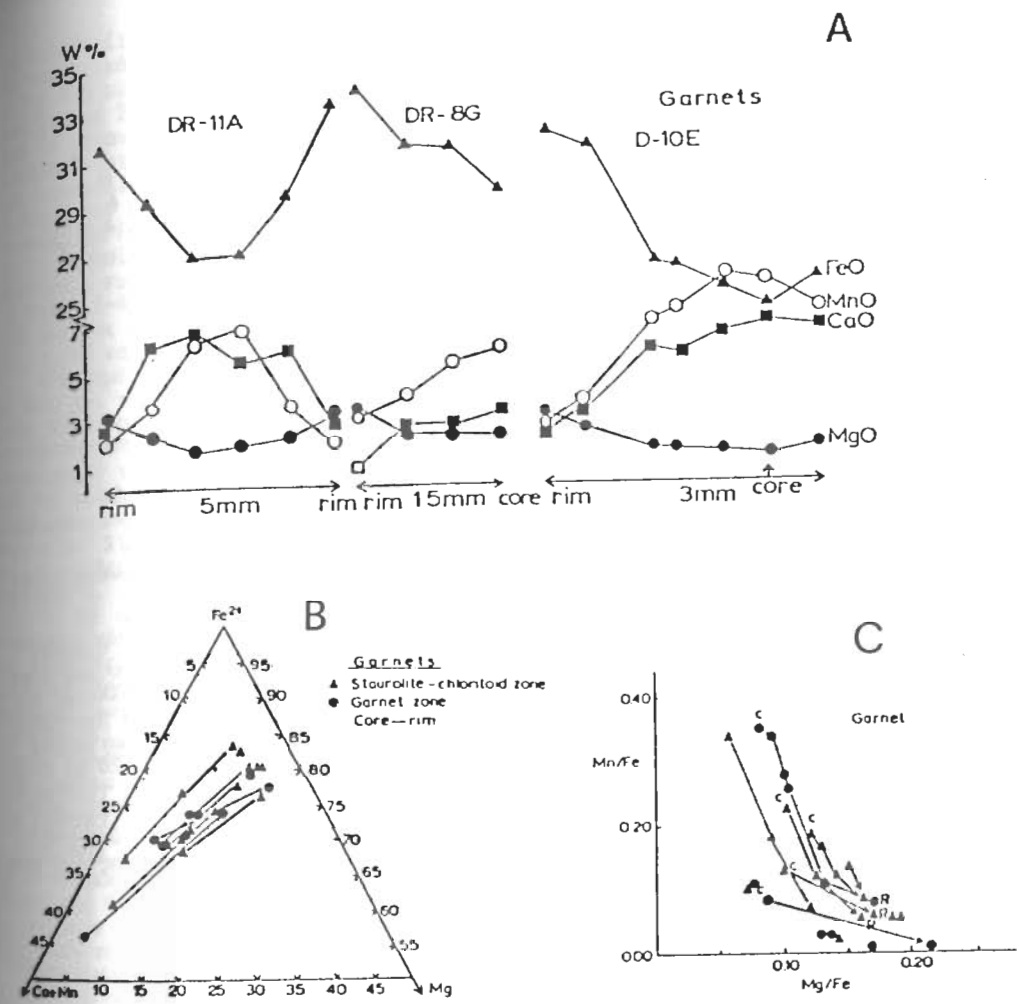 A
W%
35
33
31
29
27
25
7
5
3
1
DR-11A
DR-8G
Garnets
D-10E
FeO
MnO
CaO
MgO
rim 5mm rim rim 15mm core rim 3mm core
B
Fe²⁺
Garnets
▲ Staurolite-chloritoid zone
● Garnet zone
Core—rim
5 95
10 90
15 85
20 80
25 75
30 70
35 65
40 60
45 55
Ca+Mn 10 15 20 25 30 35 40 45 Mg
C
Garnet
0.40
Mn/Fe
0.20
0.00
0.10 0.20
Mg/Fe
c
c
c
c
c
R
R